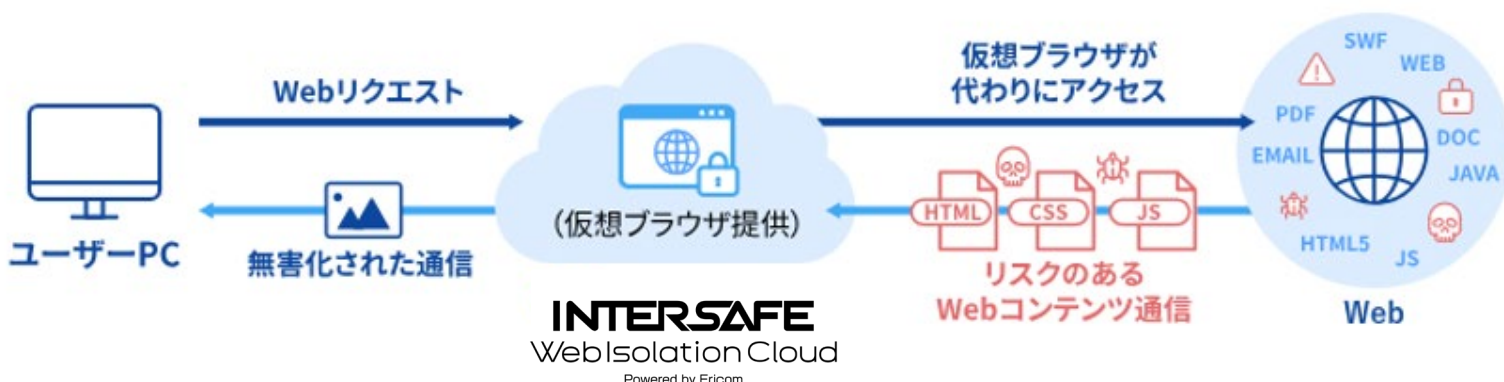 Webリクエスト
無害化された通信
ユーザーPC
(仮想ブラウザ提供)
INTERSAFE
WebIsolation Cloud
Powered by Ericom
仮想ブラウザが
代わりにアクセス
HTML
CSS
JS
リスクのある
Webコンテンツ通信
SWF
WEB
PDF
DOC
EMAIL
JAVA
HTML5
JS
Web